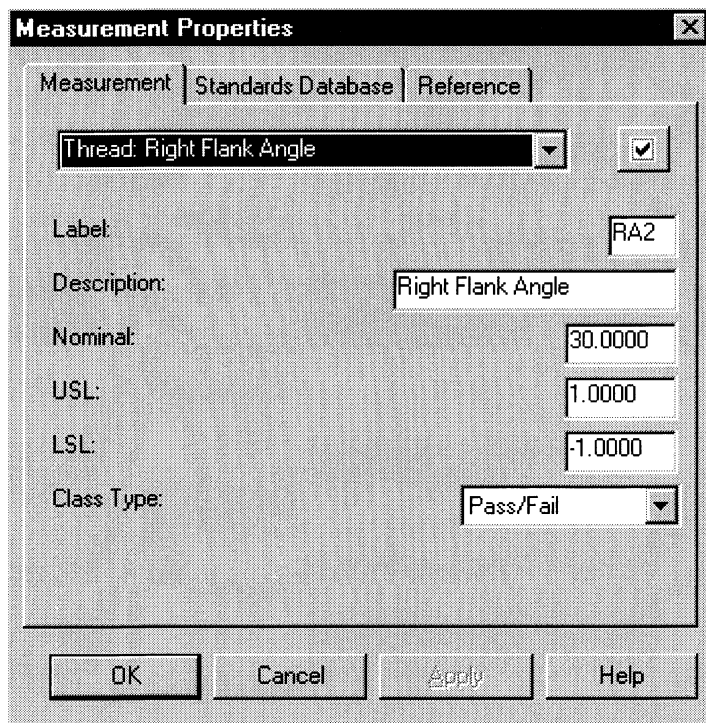 Measurement Properties
Measurement Standards Database Reference
Thread: Right Flank Angle
Label: RA2
Description: Right Flank Angle
Nominal: 30.0000
USL: 1.0000
LSL: -1.0000
Class Type: Pass/Fail
OK Cancel Apply Help